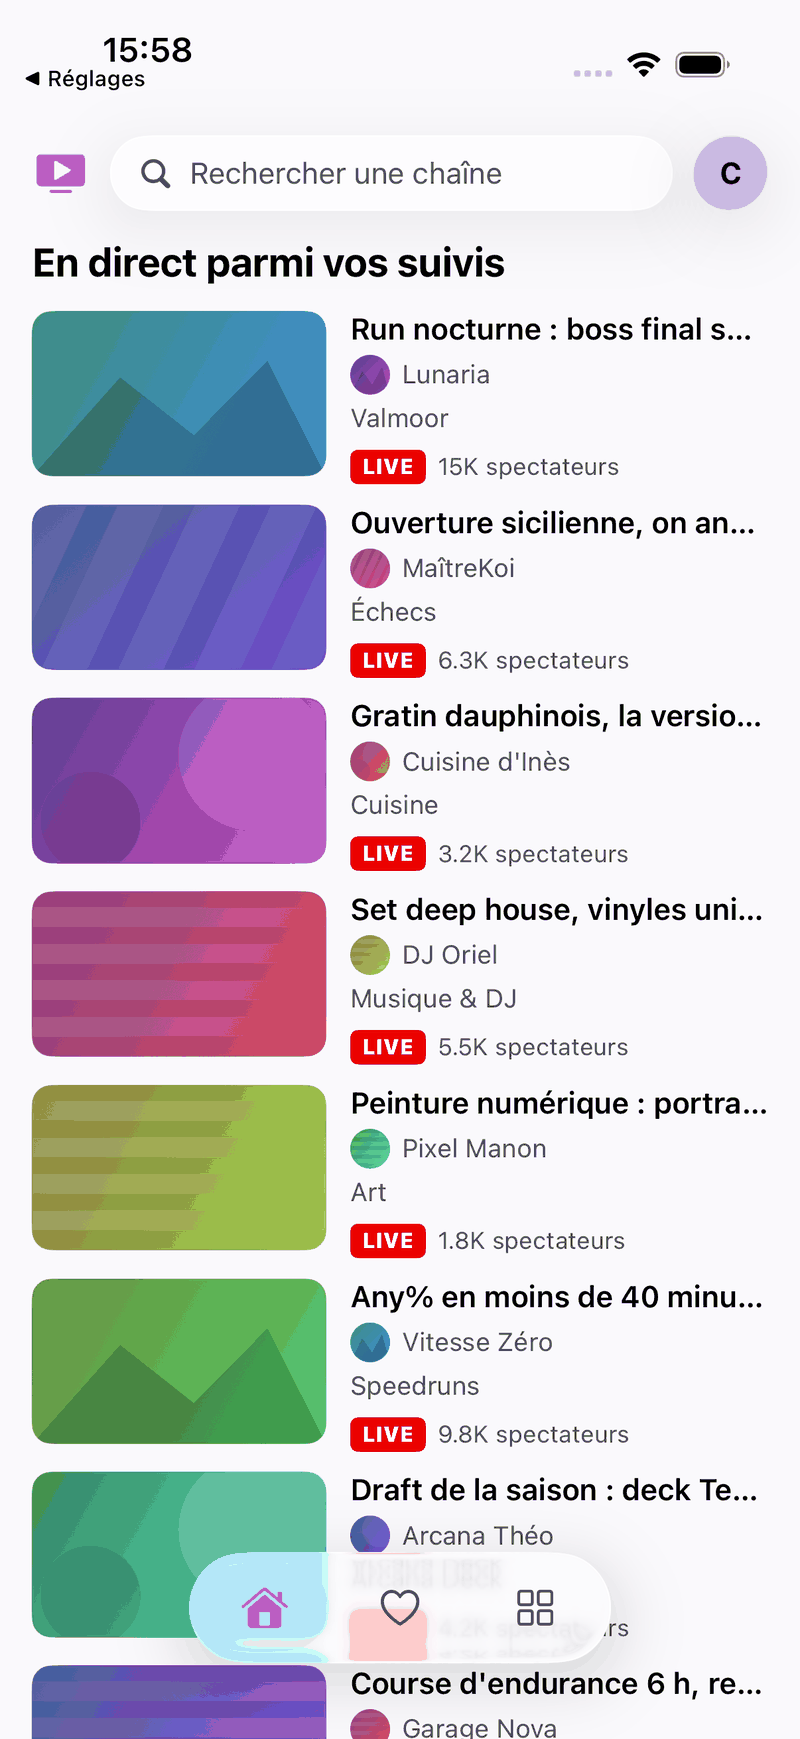 15:58
◀ Réglages
Rechercher une chaîne
C
En direct parmi vos suivis
Run nocturne : boss final s...
Lunaria
Valmoor
LIVE 15K spectateurs
Ouverture sicilienne, on an...
MaîtreKoi
Échecs
LIVE 6.3K spectateurs
Gratin dauphinois, la versio...
Cuisine d'Inès
Cuisine
LIVE 3.2K spectateurs
Set deep house, vinyles uni...
DJ Oriel
Musique & DJ
LIVE 5.5K spectateurs
Peinture numérique : portra...
Pixel Manon
Art
LIVE 1.8K spectateurs
Any% en moins de 40 minu...
Vitesse Zéro
Speedruns
LIVE 9.8K spectateurs
Draft de la saison : deck Te...
Arcana Théo
4.2K spectateurs
Course d'endurance 6 h, re...
Garage Nova